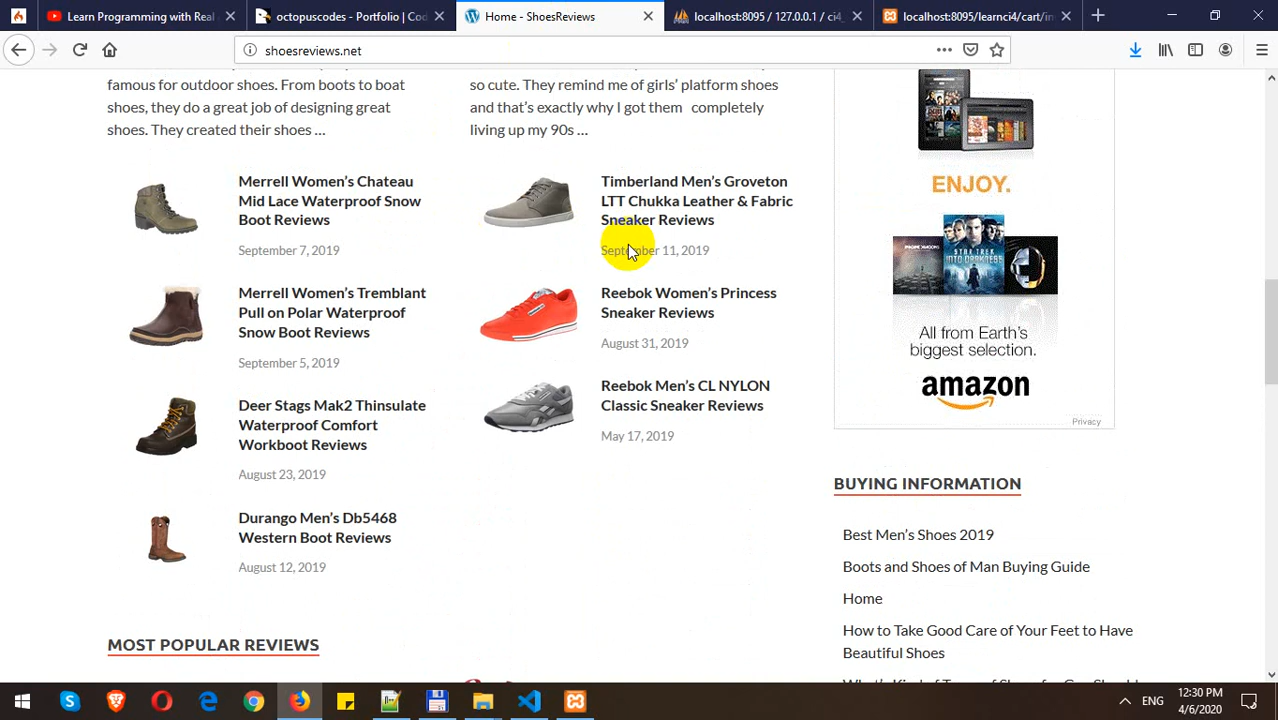 Learn Programming with Real
octopuscodes - Portfolio | Co
Home - ShoesReviews
localhost:8095 / 127.0.0.1 / ci4_
localhost:8095/learnci4/cart/in
shoesreviews.net
famous for outdoor shoes. From boots to boat
shoes, they do a great job of designing great
shoes. They created their shoes ...
so cute. They remind me of girls’ platform shoes
and that’s exactly why I got them completely
living up my 90s ...
Merrell Women’s Chateau
Mid Lace Waterproof Snow
Boot Reviews
September 7, 2019
Merrell Women’s Tremblant
Pull on Polar Waterproof
Snow Boot Reviews
September 5, 2019
Deer Stags Mak2 Thinsulate
Waterproof Comfort
Workboot Reviews
August 23, 2019
Durango Men’s Db5468
Western Boot Reviews
August 12, 2019
Timberland Men’s Groveton
LTT Chukka Leather & Fabric
Sneaker Reviews
September 11, 2019
Reebok Women’s Princess
Sneaker Reviews
August 31, 2019
Reebok Men’s CL NYLON
Classic Sneaker Reviews
May 17, 2019
ENJOY.
STAR TREK
INTO DARKNESS
All from Earth’s
biggest selection.
amazon
Privacy
BUYING INFORMATION
Best Men’s Shoes 2019
Boots and Shoes of Man Buying Guide
Home
How to Take Good Care of Your Feet to Have
Beautiful Shoes
MOST POPULAR REVIEWS
ENG
12:30 PM
4/6/2020